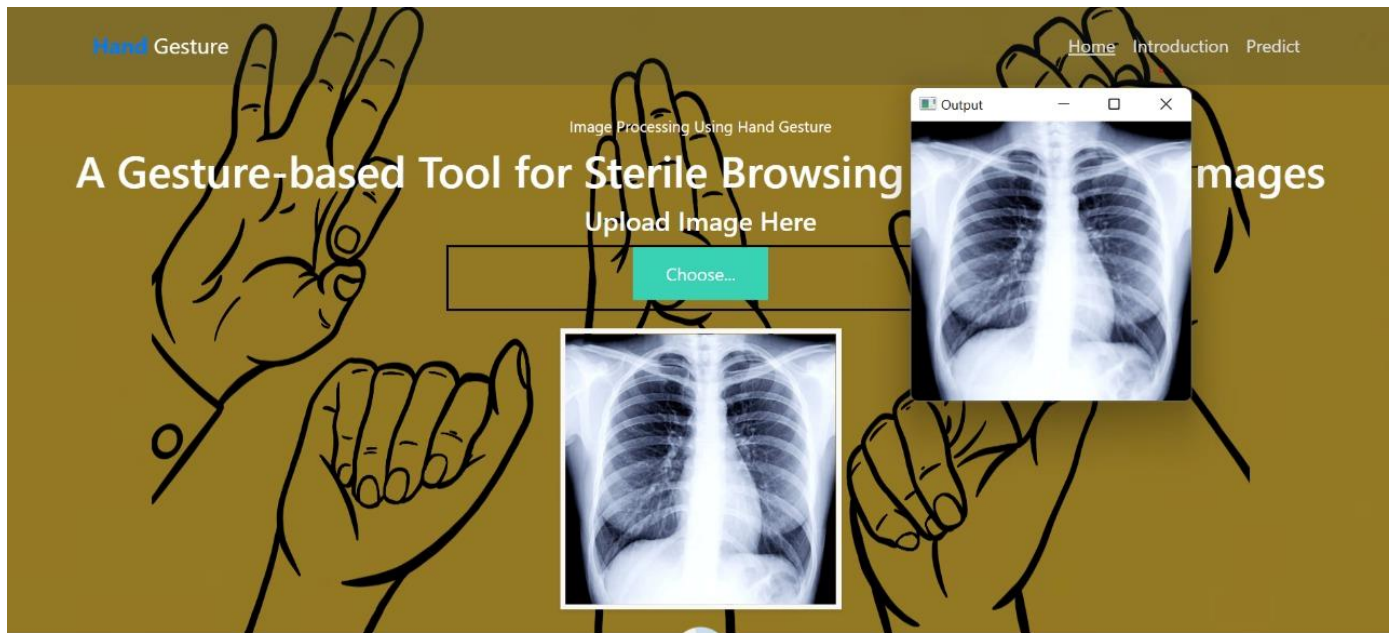 Hand Gesture
Home Introduction Predict
Output
Image Processing Using Hand Gesture
A Gesture-based Tool for Sterile Browsing mages
Upload Image Here
Choose...